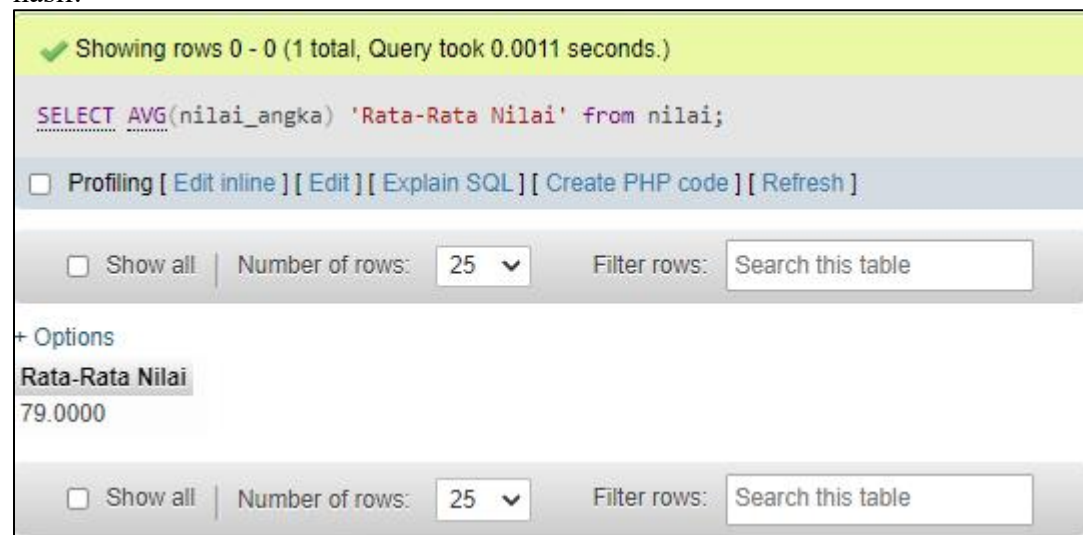 hasil:
Showing rows 0 - 0 (1 total, Query took 0.0011 seconds.)
SELECT AVG(nilai_angka) 'Rata-Rata Nilai' from nilai;
Profiling [ Edit inline ] [ Edit ] [ Explain SQL ] [ Create PHP code ] [ Refresh ]
Show all | Number of rows: 25 Filter rows: Search this table
+ Options
Rata-Rata Nilai
79.0000
Show all | Number of rows: 25 Filter rows: Search this table